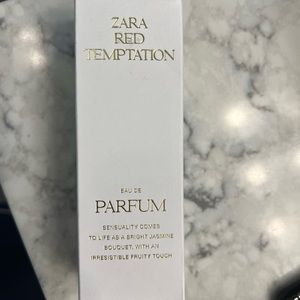 ZARA
RED
TEMPTATION
EAU DE
PARFUM
SENSUALITY COMES
TO LIFE AS A BRIGHT JASMINE
BOUQUET, WITH AN
IRRESISTIBLE FRUITY TOUCH